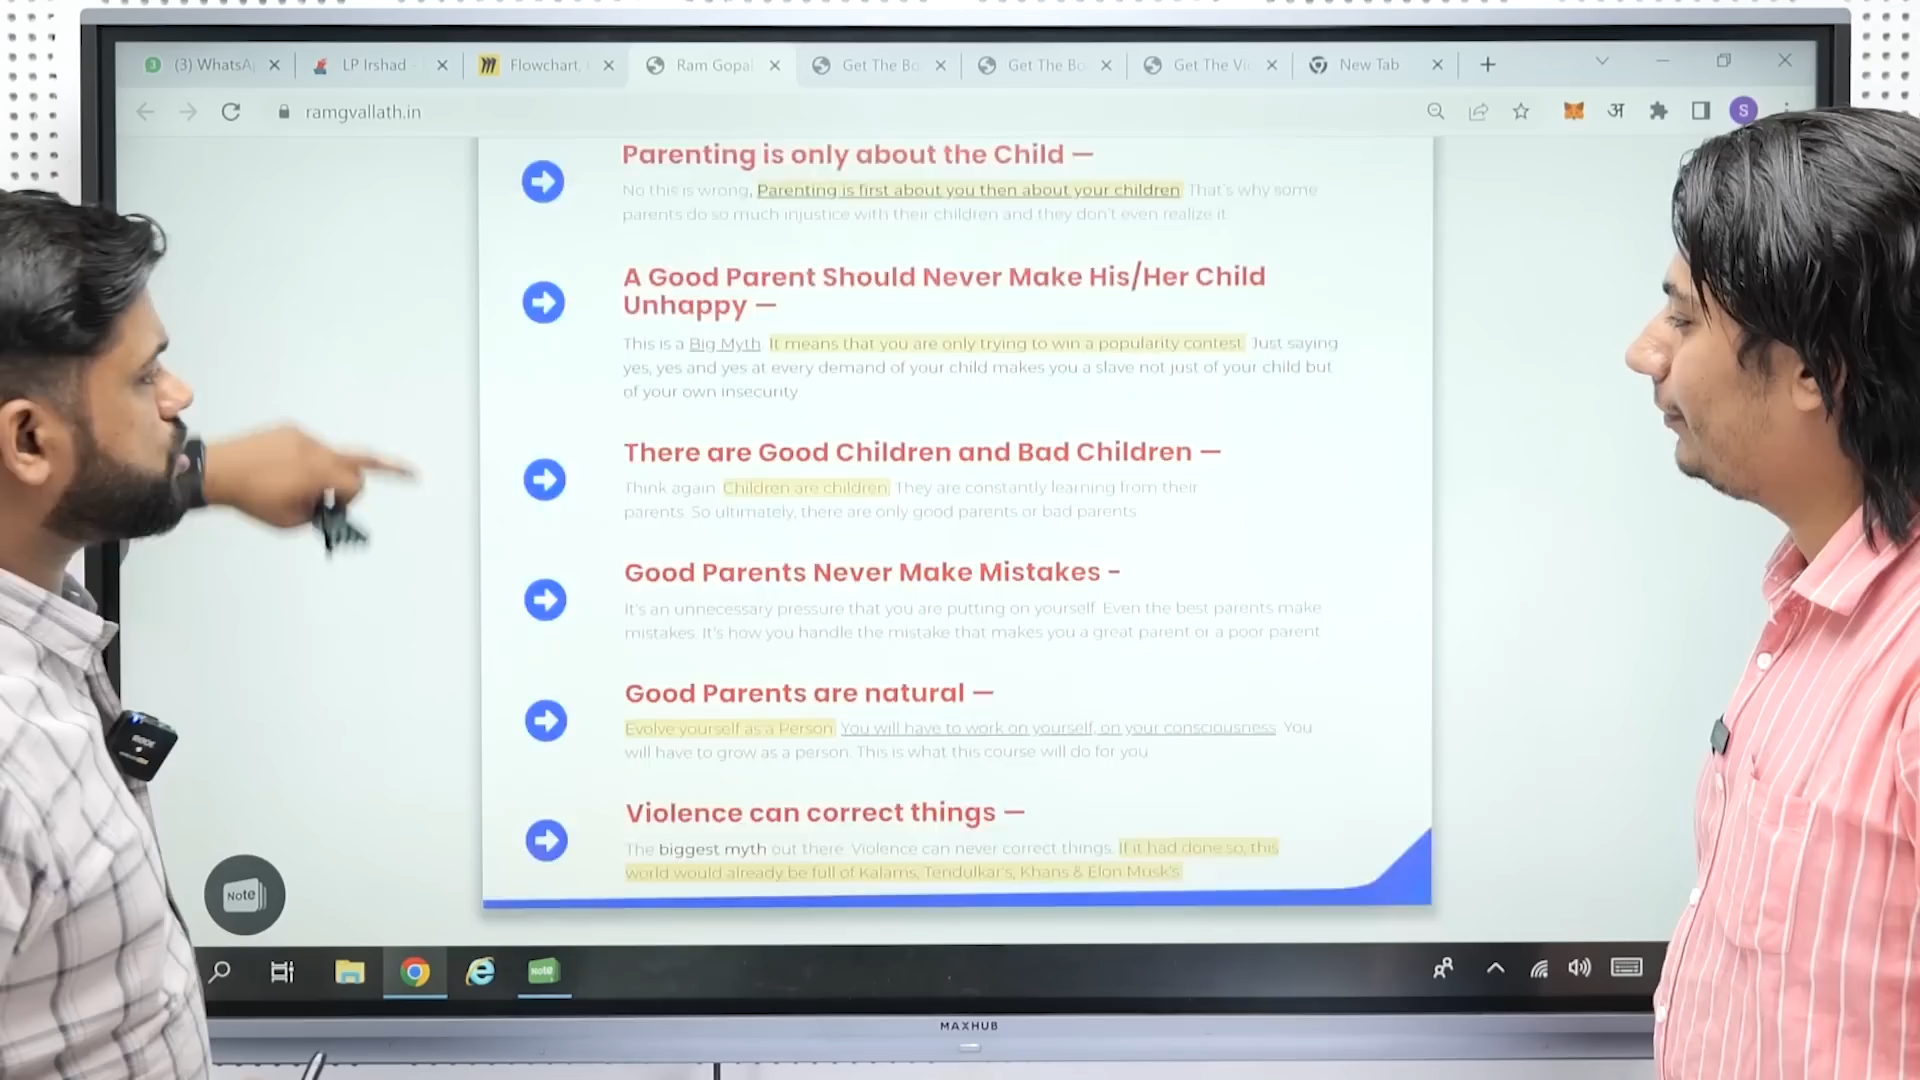 (3) WhatsA
LP Irshad -
Flowchart,
Ram Gopal
Get The Bo
Get The Bo
Get The Vi
New Tab
ramgvallath.in
अ
S
Parenting is only about the Child —
No this is wrong, Parenting is first about you then about your children That's why some
parents do so much injustice with their children and they don't even realize it
A Good Parent Should Never Make His/Her Child
Unhappy —
This is a Big Myth It means that you are only trying to win a popularity contest Just saying
yes, yes and yes at every demand of your child makes you a slave not just of your child but
of your own insecurity
There are Good Children and Bad Children —
Think again Children are children They are constantly learning from their
parents. So ultimately, there are only good parents or bad parents
Good Parents Never Make Mistakes -
It's an unnecessary pressure that you are putting on yourself. Even the best parents make
mistakes. It's how you handle the mistake that makes you a great parent or a poor parent
Good Parents are natural —
Evolve yourself as a Person You will have to work on yourself, on your consciousness You
will have to grow as a person. This is what this course will do for you
Violence can correct things —
The biggest myth out there. Violence can never correct things. If it had done so, this
world would already be full of Kalams, Tendulkar's, Khans & Elon Musk's
Note
Note
MAXHUB
RODE